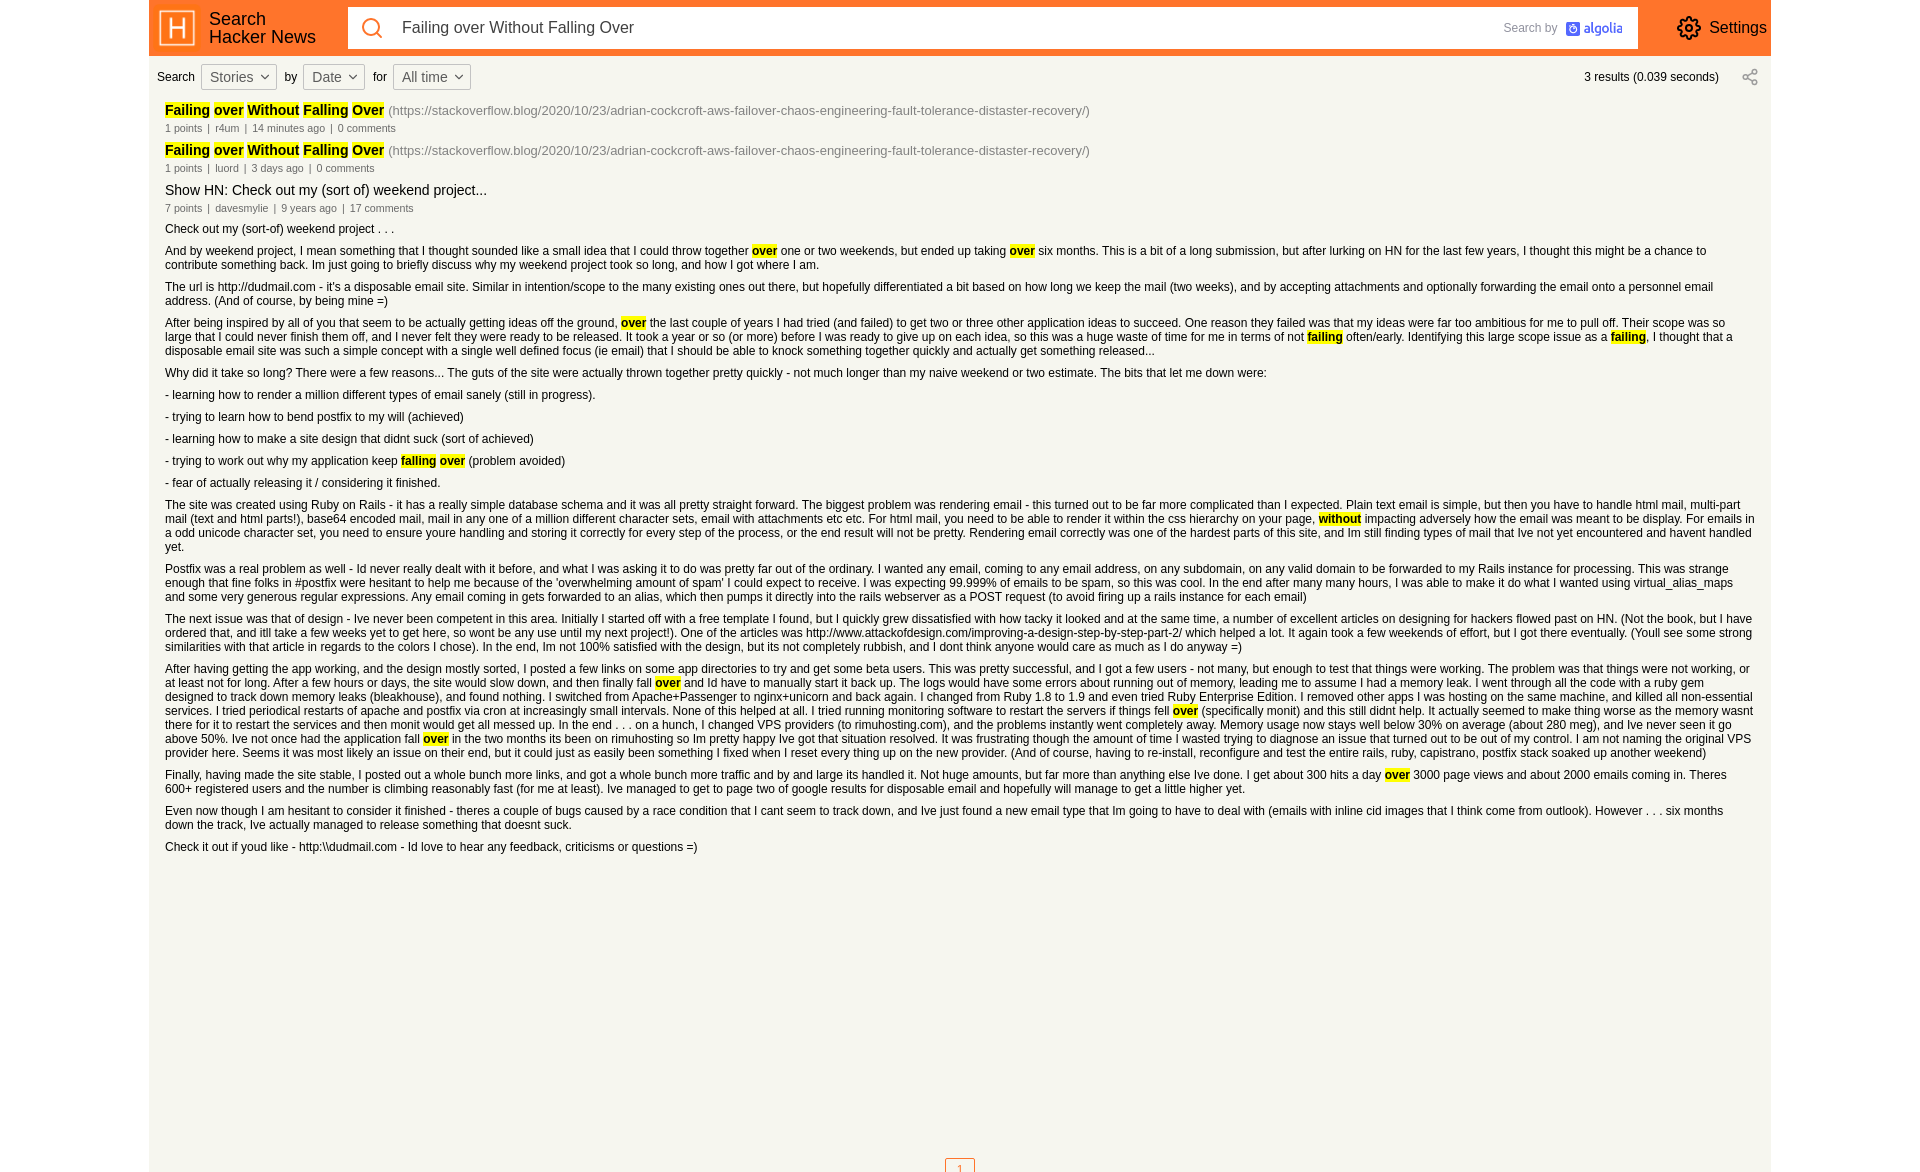 Search
Hacker News
Failing over Without Falling Over
Search by algolia
Settings
Search Stories by Date for All time
3 results (0.039 seconds)
Failing over Without Falling Over (https://stackoverflow.blog/2020/10/23/adrian-cockcroft-aws-failover-chaos-engineering-fault-tolerance-distaster-recovery/)
1 points | r4um | 14 minutes ago | 0 comments
Failing over Without Falling Over (https://stackoverflow.blog/2020/10/23/adrian-cockcroft-aws-failover-chaos-engineering-fault-tolerance-distaster-recovery/)
1 points | luord | 3 days ago | 0 comments
Show HN: Check out my (sort of) weekend project...
7 points | davesmylie | 9 years ago | 17 comments
Check out my (sort-of) weekend project . . .
And by weekend project, I mean something that I thought sounded like a small idea that I could throw together over one or two weekends, but ended up taking over six months. This is a bit of a long submission, but after lurking on HN for the last few years, I thought this might be a chance to
contribute something back. Im just going to briefly discuss why my weekend project took so long, and how I got where I am.
The url is http://dudmail.com - it's a disposable email site. Similar in intention/scope to the many existing ones out there, but hopefully differentiated a bit based on how long we keep the mail (two weeks), and by accepting attachments and optionally forwarding the email onto a personnel email
address. (And of course, by being mine =)
After being inspired by all of you that seem to be actually getting ideas off the ground, over the last couple of years I had tried (and failed) to get two or three other application ideas to succeed. One reason they failed was that my ideas were far too ambitious for me to pull off. Their scope was so
large that I could never finish them off, and I never felt they were ready to be released. It took a year or so (or more) before I was ready to give up on each idea, so this was a huge waste of time for me in terms of not failing often/early. Identifying this large scope issue as a failing, I thought that a
disposable email site was such a simple concept with a single well defined focus (ie email) that I should be able to knock something together quickly and actually get something released...
Why did it take so long? There were a few reasons... The guts of the site were actually thrown together pretty quickly - not much longer than my naive weekend or two estimate. The bits that let me down were:
- learning how to render a million different types of email sanely (still in progress).
- trying to learn how to bend postfix to my will (achieved)
- learning how to make a site design that didnt suck (sort of achieved)
- trying to work out why my application keep falling over (problem avoided)
- fear of actually releasing it / considering it finished.
The site was created using Ruby on Rails - it has a really simple database schema and it was all pretty straight forward. The biggest problem was rendering email - this turned out to be far more complicated than I expected. Plain text email is simple, but then you have to handle html mail, multi-part
mail (text and html parts!), base64 encoded mail, mail in any one of a million different character sets, email with attachments etc etc. For html mail, you need to be able to render it within the css hierarchy on your page, without impacting adversely how the email was meant to be display. For emails in
a odd unicode character set, you need to ensure youre handling and storing it correctly for every step of the process, or the end result will not be pretty. Rendering email correctly was one of the hardest parts of this site, and Im still finding types of mail that Ive not yet encountered and havent handled
yet.
Postfix was a real problem as well - Id never really dealt with it before, and what I was asking it to do was pretty far out of the ordinary. I wanted any email, coming to any email address, on any subdomain, on any valid domain to be forwarded to my Rails instance for processing. This was strange
enough that fine folks in #postfix were hesitant to help me because of the 'overwhelming amount of spam' I could expect to receive. I was expecting 99.999% of emails to be spam, so this was cool. In the end after many many hours, I was able to make it do what I wanted using virtual_alias_maps
and some very generous regular expressions. Any email coming in gets forwarded to an alias, which then pumps it directly into the rails webserver as a POST request (to avoid firing up a rails instance for each email)
The next issue was that of design - Ive never been competent in this area. Initially I started off with a free template I found, but I quickly grew dissatisfied with how tacky it looked and at the same time, a number of excellent articles on designing for hackers flowed past on HN. (Not the book, but I have
ordered that, and itll take a few weeks yet to get here, so wont be any use until my next project!). One of the articles was http://www.attackofdesign.com/improving-a-design-step-by-step-part-2/ which helped a lot. It again took a few weekends of effort, but I got there eventually. (Youll see some strong
similarities with that article in regards to the colors I chose). In the end, Im not 100% satisfied with the design, but its not completely rubbish, and I dont think anyone would care as much as I do anyway =)
After having getting the app working, and the design mostly sorted, I posted a few links on some app directories to try and get some beta users. This was pretty successful, and I got a few users - not many, but enough to test that things were working. The problem was that things were not working, or
at least not for long. After a few hours or days, the site would slow down, and then finally fall over and Id have to manually start it back up. The logs would have some errors about running out of memory, leading me to assume I had a memory leak. I went through all the code with a ruby gem
designed to track down memory leaks (bleakhouse), and found nothing. I switched from Apache+Passenger to nginx+unicorn and back again. I changed from Ruby 1.8 to 1.9 and even tried Ruby Enterprise Edition. I removed other apps I was hosting on the same machine, and killed all non-essential
services. I tried periodical restarts of apache and postfix via cron at increasingly small intervals. None of this helped at all. I tried running monitoring software to restart the servers if things fell over (specifically monit) and this still didnt help. It actually seemed to make thing worse as the memory wasnt
there for it to restart the services and then monit would get all messed up. In the end . . . on a hunch, I changed VPS providers (to rimuhosting.com), and the problems instantly went completely away. Memory usage now stays well below 30% on average (about 280 meg), and Ive never seen it go
above 50%. Ive not once had the application fall over in the two months its been on rimuhosting so Im pretty happy Ive got that situation resolved. It was frustrating though the amount of time I wasted trying to diagnose an issue that turned out to be out of my control. I am not naming the original VPS
provider here. Seems it was most likely an issue on their end, but it could just as easily been something I fixed when I reset every thing up on the new provider. (And of course, having to re-install, reconfigure and test the entire rails, ruby, capistrano, postfix stack soaked up another weekend)
Finally, having made the site stable, I posted out a whole bunch more links, and got a whole bunch more traffic and by and large its handled it. Not huge amounts, but far more than anything else Ive done. I get about 300 hits a day over 3000 page views and about 2000 emails coming in. Theres
600+ registered users and the number is climbing reasonably fast (for me at least). Ive managed to get to page two of google results for disposable email and hopefully will manage to get a little higher yet.
Even now though I am hesitant to consider it finished - theres a couple of bugs caused by a race condition that I cant seem to track down, and Ive just found a new email type that Im going to have to deal with (emails with inline cid images that I think come from outlook). However . . . six months
down the track, Ive actually managed to release something that doesnt suck.
Check it out if youd like - http:\\dudmail.com - Id love to hear any feedback, criticisms or questions =)
1